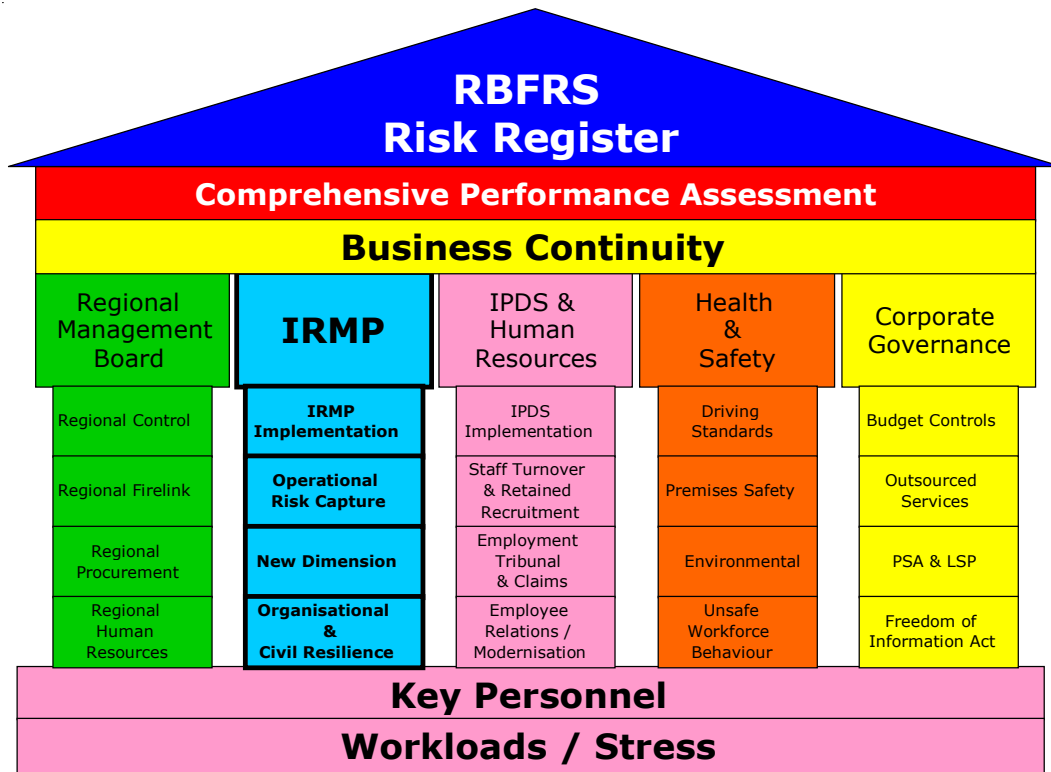 RBFRS
Risk Register
Comprehensive Performance Assessment
Business Continuity
Regional
Management
Board
IRMP
IPDS &
Human
Resources
Health
&
Safety
Corporate
Governance
Regional Control
IRMP
Implementation
IPDS
Implementation
Driving
Standards
Budget Controls
Regional Firelink
Operational
Risk Capture
Staff Turnover
& Retained
Recruitment
Premises Safety
Outsourced
Services
Regional
Procurement
New Dimension
Employment
Tribunal
& Claims
Environmental
PSA & LSP
Regional
Human
Resources
Organisational
&
Civil Resilience
Employee
Relations /
Modernisation
Unsafe
Workforce
Behaviour
Freedom of
Information Act
Key Personnel
Workloads / Stress